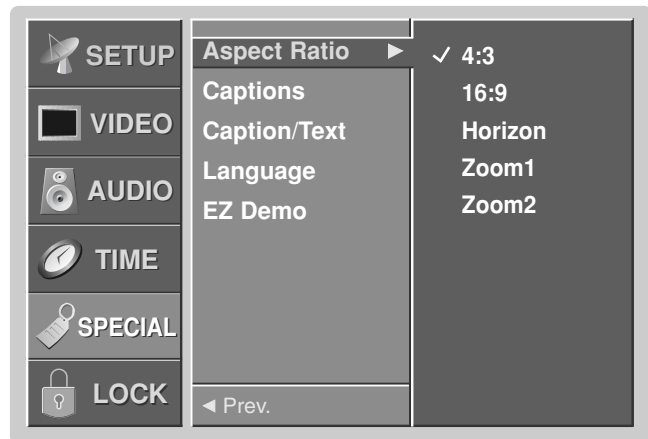 SETUP
VIDEO
AUDIO
TIME
SPECIAL
LOCK
Aspect Ratio ►
Captions
Caption/Text
Language
EZ Demo
◄ Prev.
✓ 4:3
16:9
Horizon
Zoom1
Zoom2